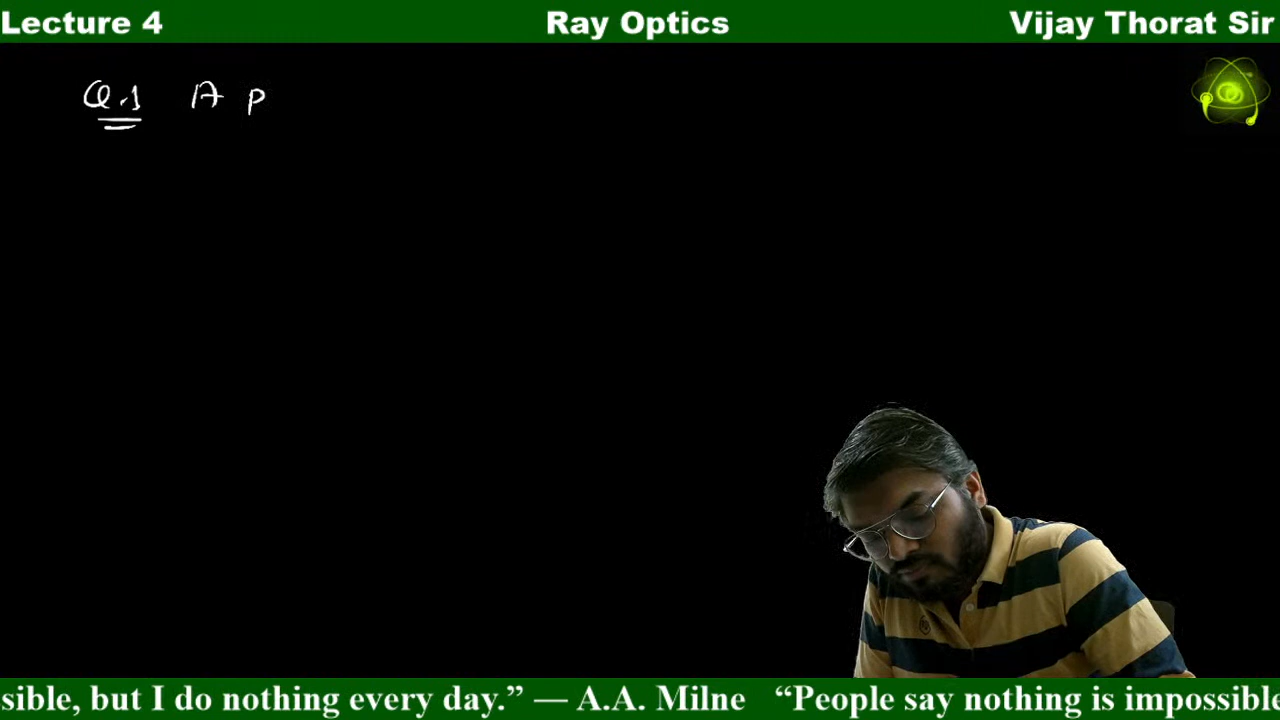 Lecture 4 Ray Optics Vijay Thorat Sir
Q.1 A p
sible, but I do nothing every day.” — A.A. Milne “People say nothing is impossible